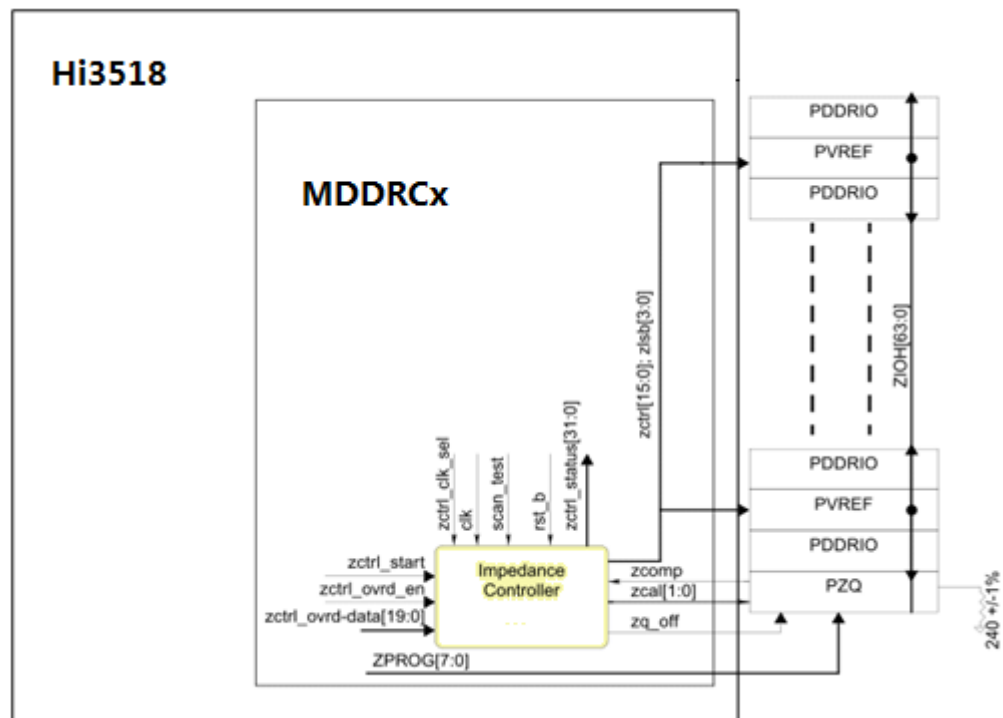 Hi3518
MDDRCx
PDDRIO
PVREF
PDDRIO
zctrl[15:0]; zlsb[3:0]
ZIOH[63:0]
zctrl_clk_sel
clk
scan_test
rst_b
zctrl_status[31:0]
PDDRIO
PVREF
PDDRIO
PZQ
zctrl_start
zctrl_ovrd_en
zctrl_ovrd-data[19:0]
Impedance
Controller
. . .
zcomp
zcal[1:0]
zq_off
ZPROG[7:0]
240 +/-1%